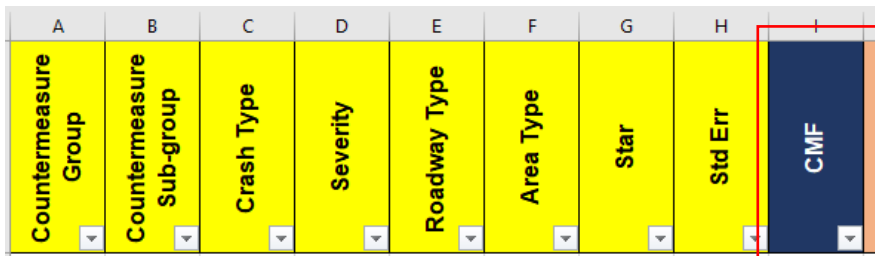 A B C D E F G H I
Countermeasure
Group
Countermeasure
Sub-group
Crash Type
Severity
Roadway Type
Area Type
Star
Std Err
CMF